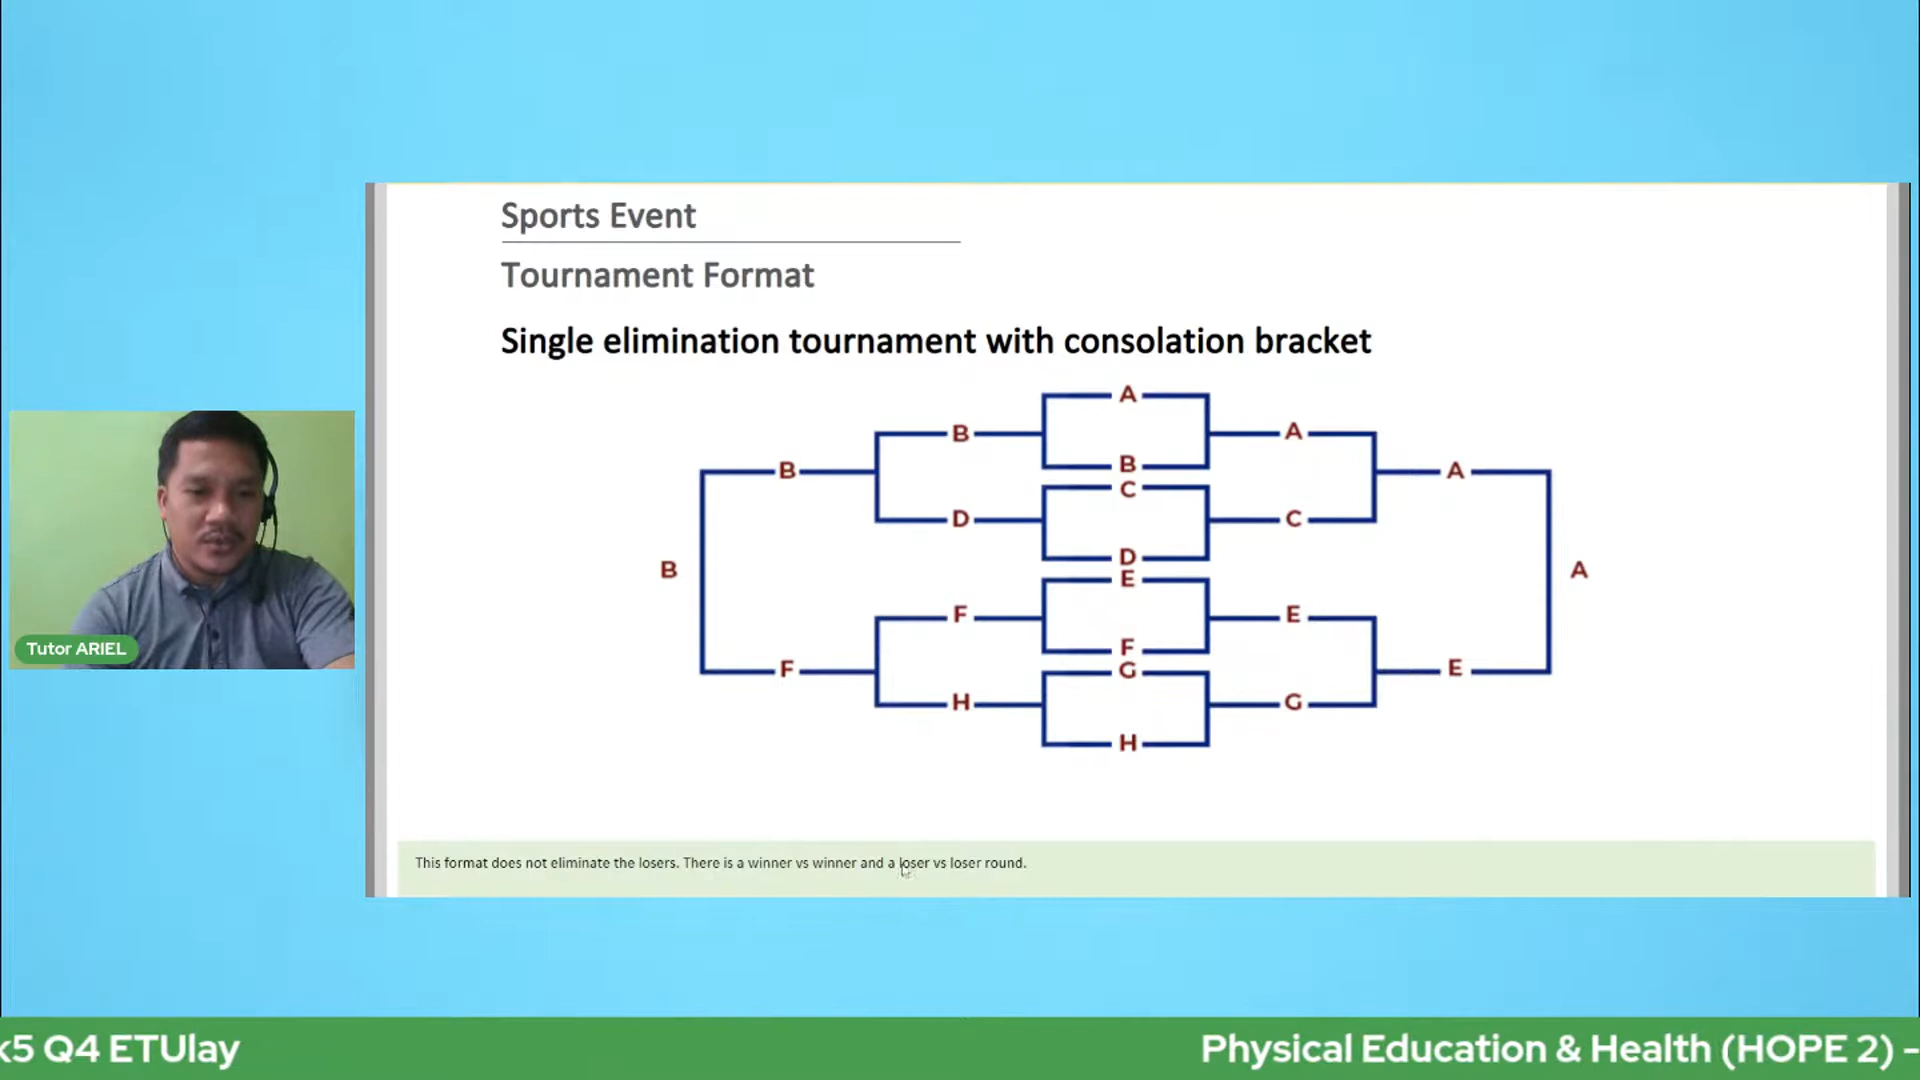 Sports Event
Tournament Format
Single elimination tournament with consolation bracket
A
B
A
B
B
A
C
D
C
D
B
A
E
F
E
F
F
E
G
H
G
H
This format does not eliminate the losers. There is a winner vs winner and a loser vs loser round.
Tutor ARIEL
k5 Q4 ETUlay
Physical Education & Health (HOPE 2) -